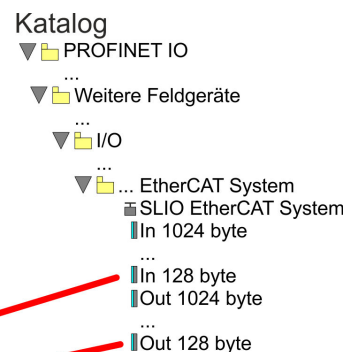 Katalog
PROFINET IO
...
Weitere Feldgeräte
...
I/O
...
... EtherCAT System
SLIO EtherCAT System
In 1024 byte
...
In 128 byte
Out 1024 byte
...
Out 128 byte